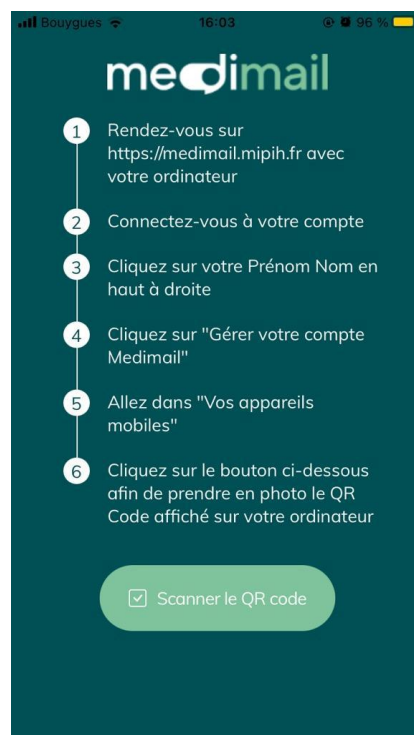 Bouygues 16:03 96 %
medimail
1 Rendez-vous sur
https://medimail.mipih.fr avec
votre ordinateur
2 Connectez-vous à votre compte
3 Cliquez sur votre Prénom Nom en
haut à droite
4 Cliquez sur "Gérer votre compte
Medimail"
5 Allez dans "Vos appareils
mobiles"
6 Cliquez sur le bouton ci-dessous
afin de prendre en photo le QR
Code affiché sur votre ordinateur
Scanner le QR code